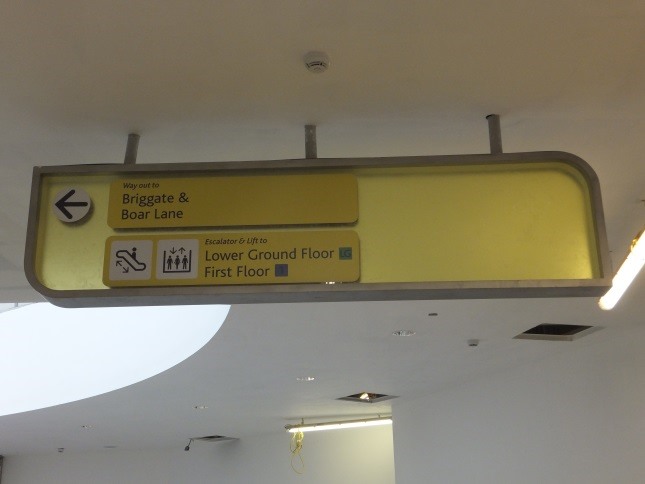 Way out to
Briggate &
Boar Lane
Escalator & Lift to
Lower Ground Floor LG
First Floor